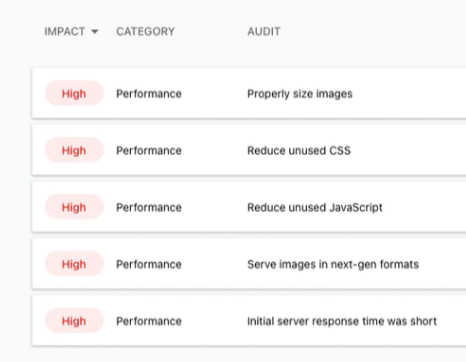 IMPACT CATEGORY AUDIT
High Performance Properly size images
High Performance Reduce unused CSS
High Performance Reduce unused JavaScript
High Performance Serve images in next-gen formats
High Performance Initial server response time was short